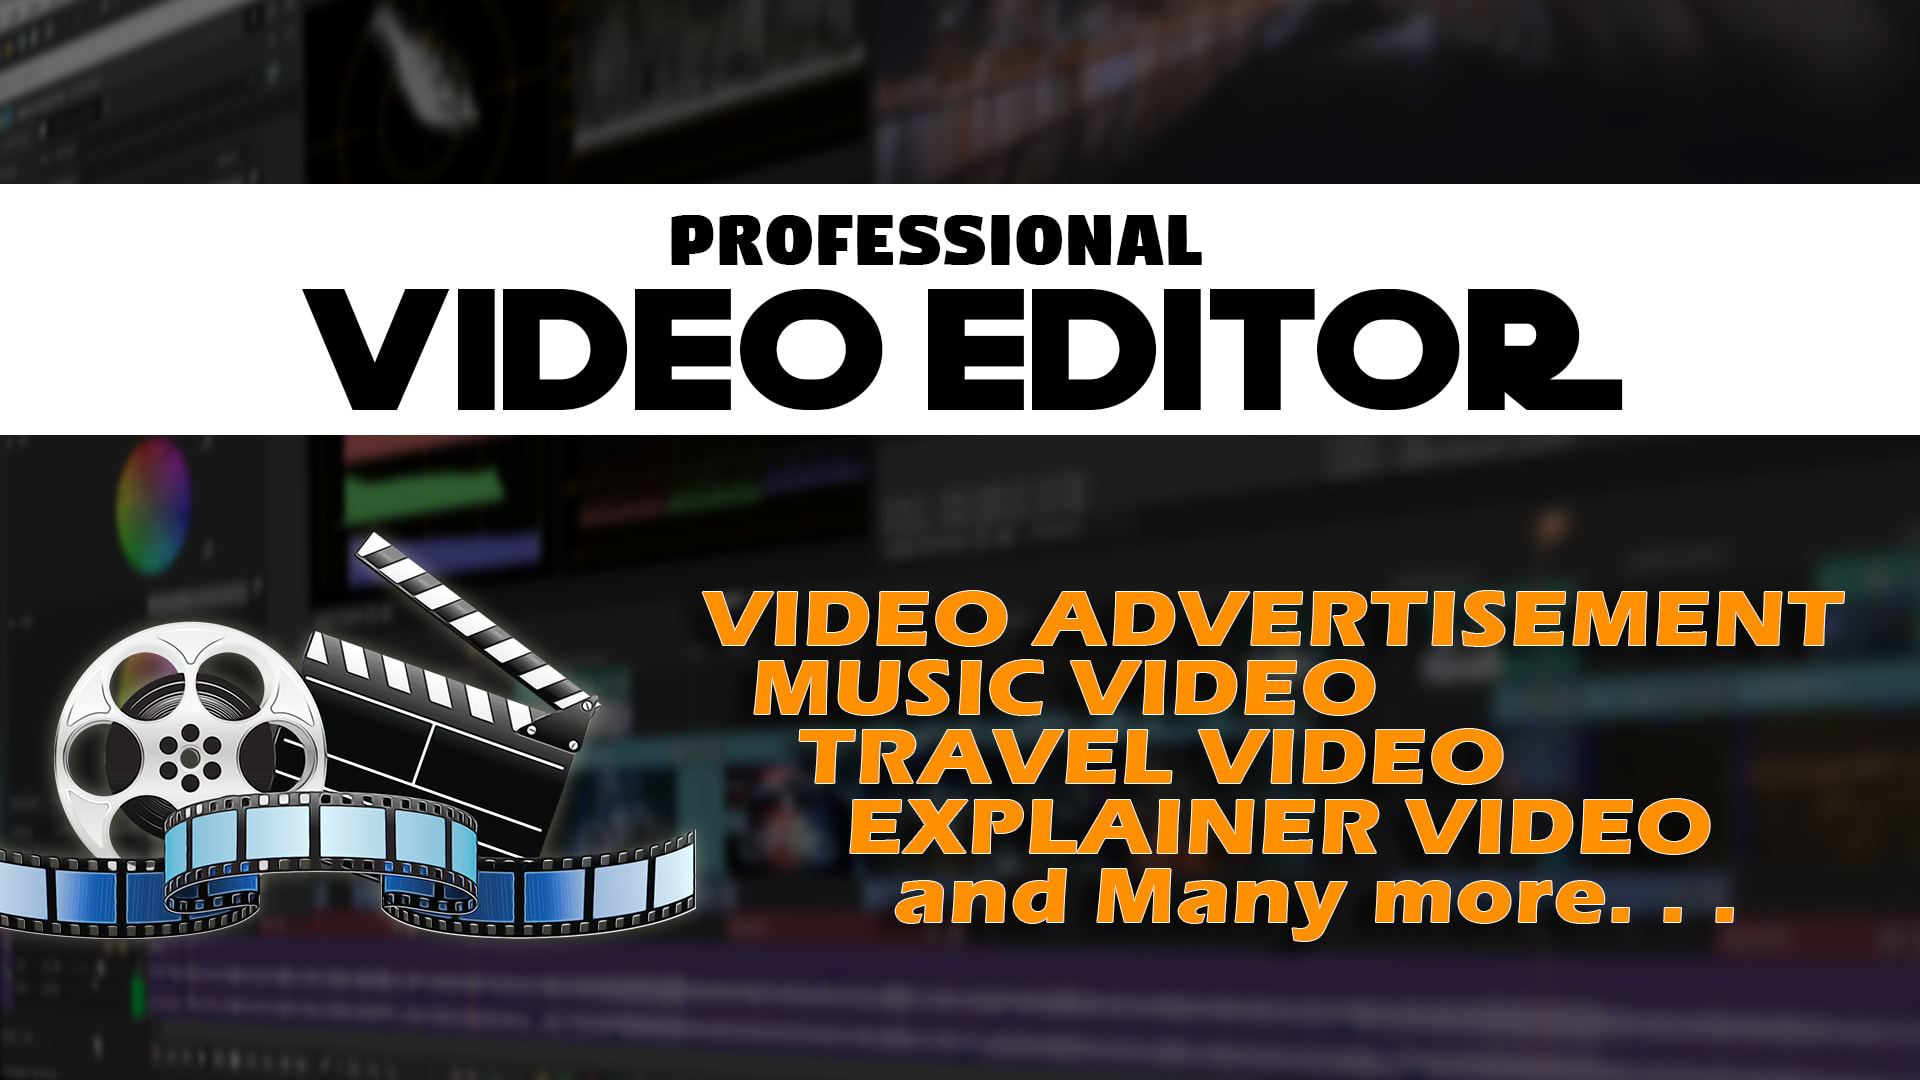 PROFESSIONAL
VIDEO EDITOR
VIDEO ADVERTISEMENT
MUSIC VIDEO
TRAVEL VIDEO
EXPLAINER VIDEO
and Many more. . .